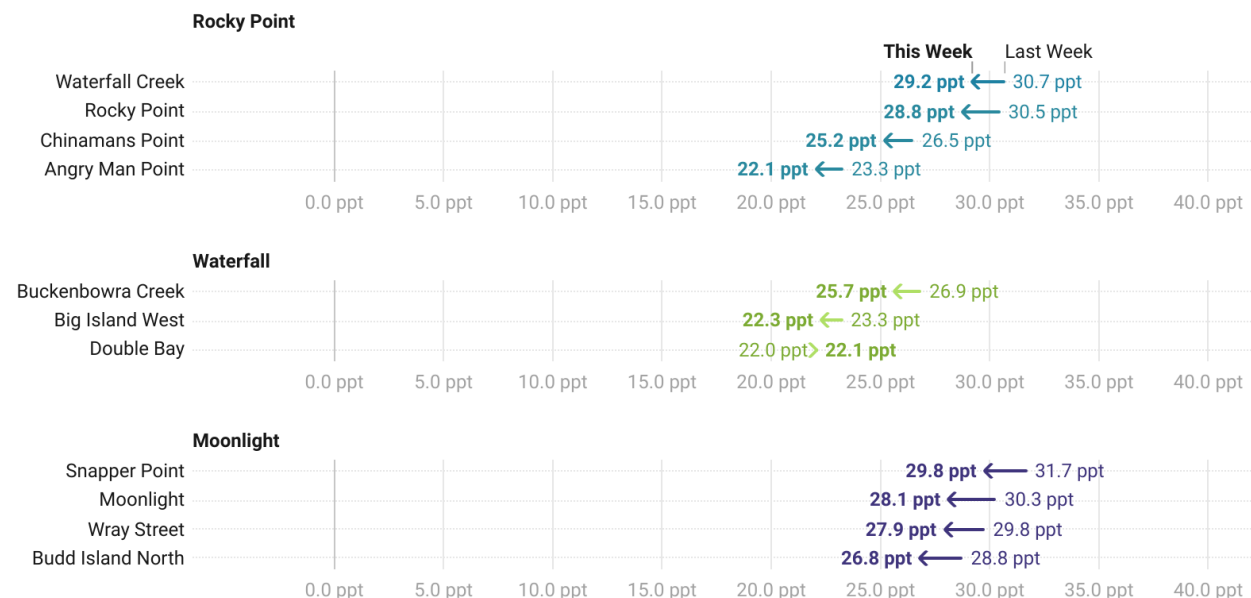 Rocky Point
This Week Last Week
Waterfall Creek 29.2 ppt 30.7 ppt
Rocky Point 28.8 ppt 30.5 ppt
Chinamans Point 25.2 ppt 26.5 ppt
Angry Man Point 22.1 ppt 23.3 ppt
0.0 ppt 5.0 ppt 10.0 ppt 15.0 ppt 20.0 ppt 25.0 ppt 30.0 ppt 35.0 ppt 40.0 ppt
Waterfall
Buckenbowra Creek 25.7 ppt 26.9 ppt
Big Island West 22.3 ppt 23.3 ppt
Double Bay 22.0 ppt 22.1 ppt
0.0 ppt 5.0 ppt 10.0 ppt 15.0 ppt 20.0 ppt 25.0 ppt 30.0 ppt 35.0 ppt 40.0 ppt
Moonlight
Snapper Point 29.8 ppt 31.7 ppt
Moonlight 28.1 ppt 30.3 ppt
Wray Street 27.9 ppt 29.8 ppt
Budd Island North 26.8 ppt 28.8 ppt
0.0 ppt 5.0 ppt 10.0 ppt 15.0 ppt 20.0 ppt 25.0 ppt 30.0 ppt 35.0 ppt 40.0 ppt